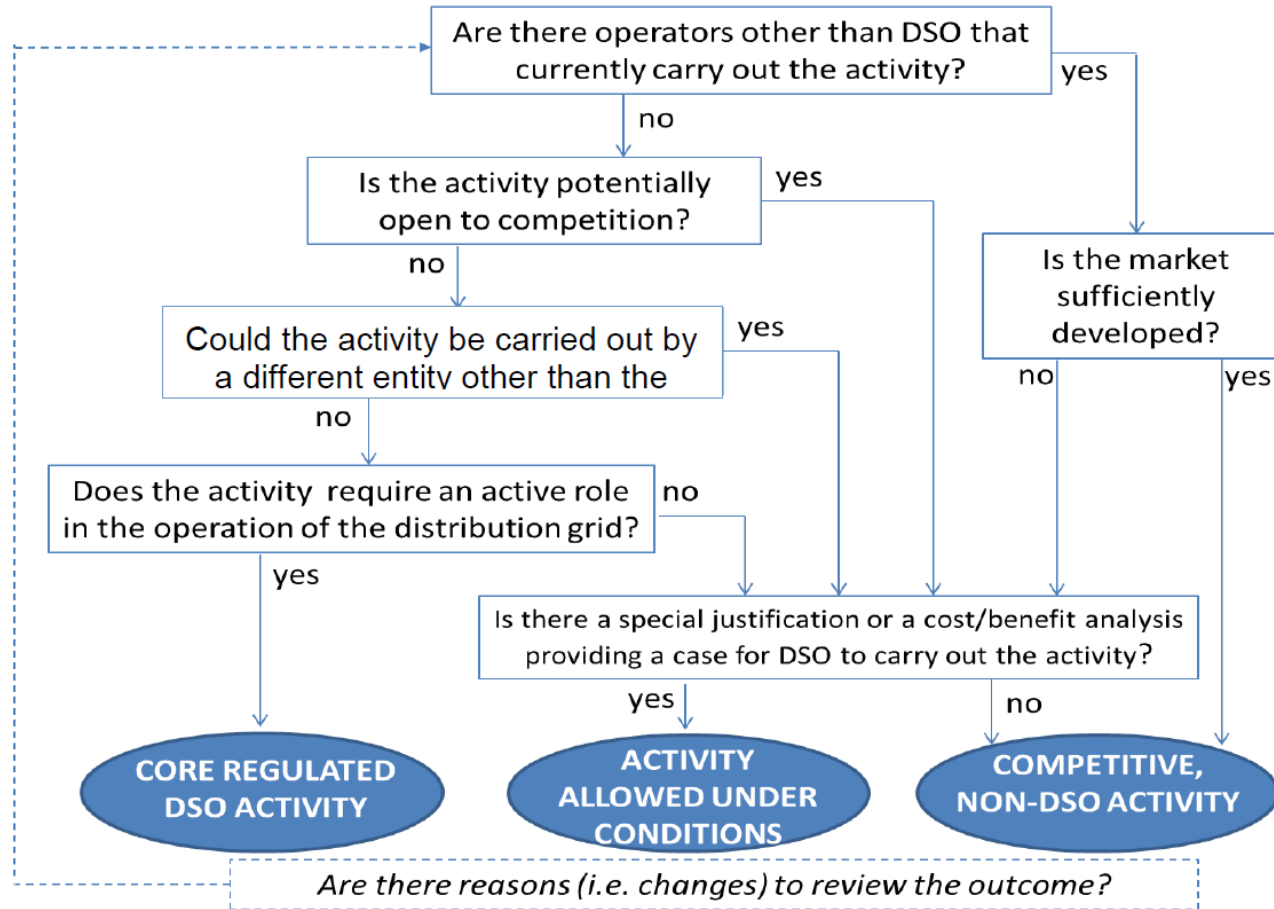 Are there operators other than DSO that
currently carry out the activity?
yes
no
Is the activity potentially
open to competition?
yes
no
Is the market
sufficiently
developed?
Could the activity be carried out by
a different entity other than the
yes
no
yes
no
Does the activity require an active role
in the operation of the distribution grid?
no
yes
Is there a special justification or a cost/benefit analysis
providing a case for DSO to carry out the activity?
yes
no
CORE REGULATED
DSO ACTIVITY
ACTIVITY
ALLOWED UNDER
CONDITIONS
COMPETITIVE,
NON-DSO ACTIVITY
Are there reasons (i.e. changes) to review the outcome?